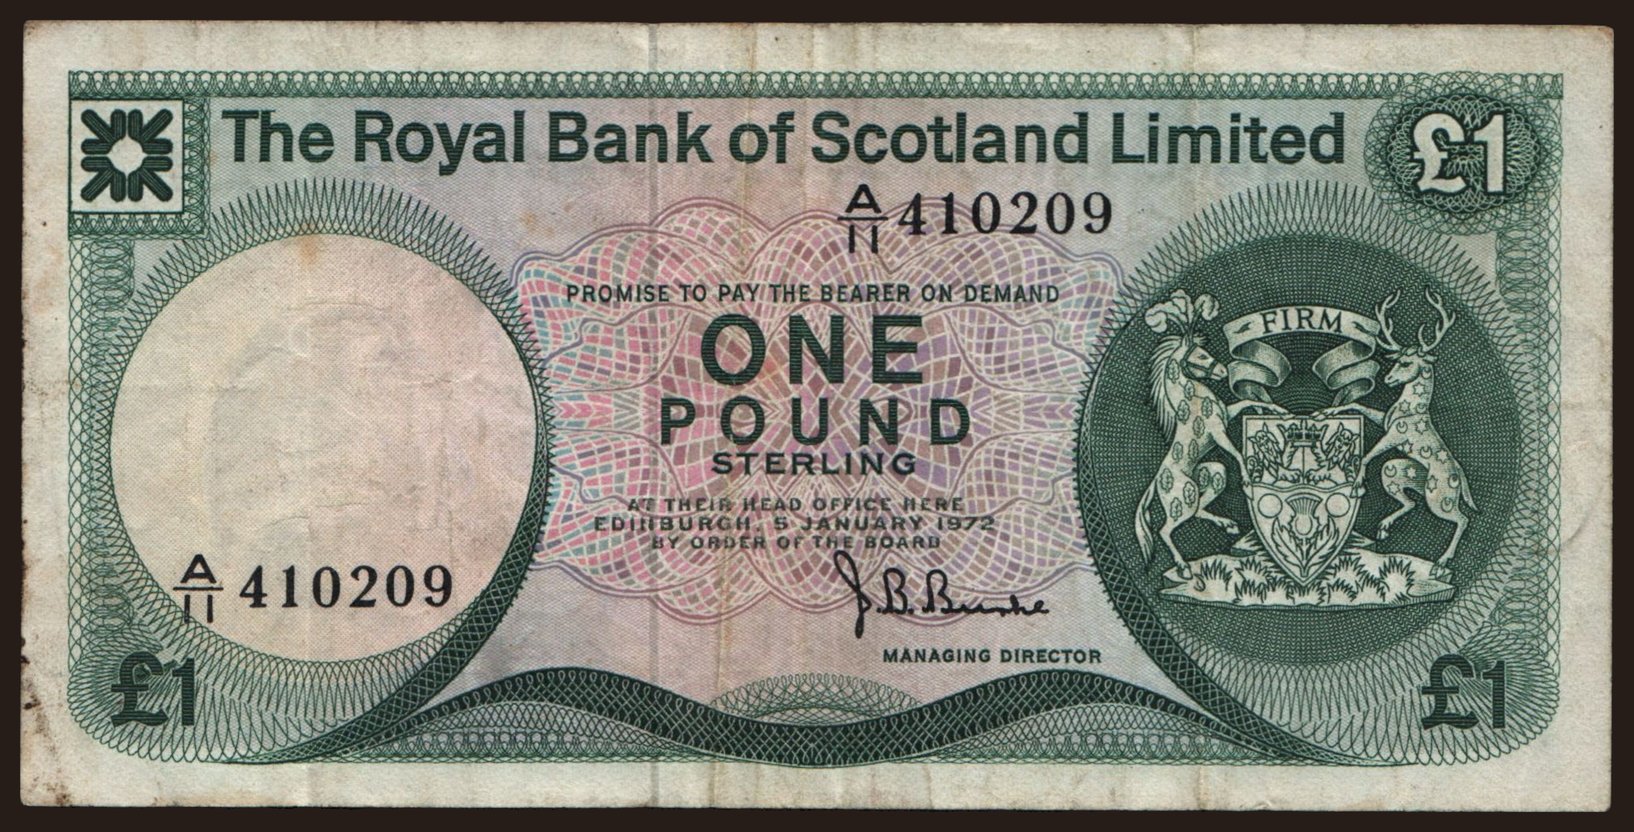 The Royal Bank of Scotland Limited
£1
A/11 410209
PROMISE TO PAY THE BEARER ON DEMAND
ONE
POUND
STERLING
AT THEIR HEAD OFFICE HERE
EDINBURGH, 5 JANUARY 1972
BY ORDER OF THE BOARD
FIRM
A/11 410209
J. B. Burke
MANAGING DIRECTOR
£1
£1